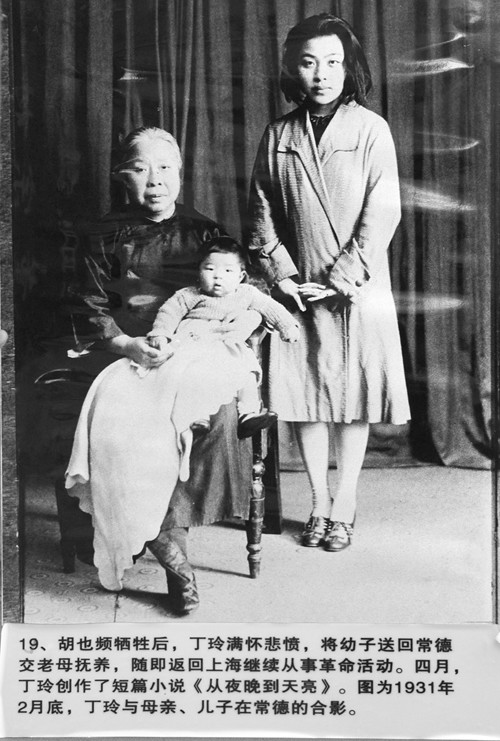 19、胡也频牺牲后，丁玲满怀悲愤，将幼子送回常德
交老母抚养，随即返回上海继续从事革命活动。四月，
丁玲创作了短篇小说《从夜晚到天亮》。图为1931年
2月底，丁玲与母亲、儿子在常德的合影。